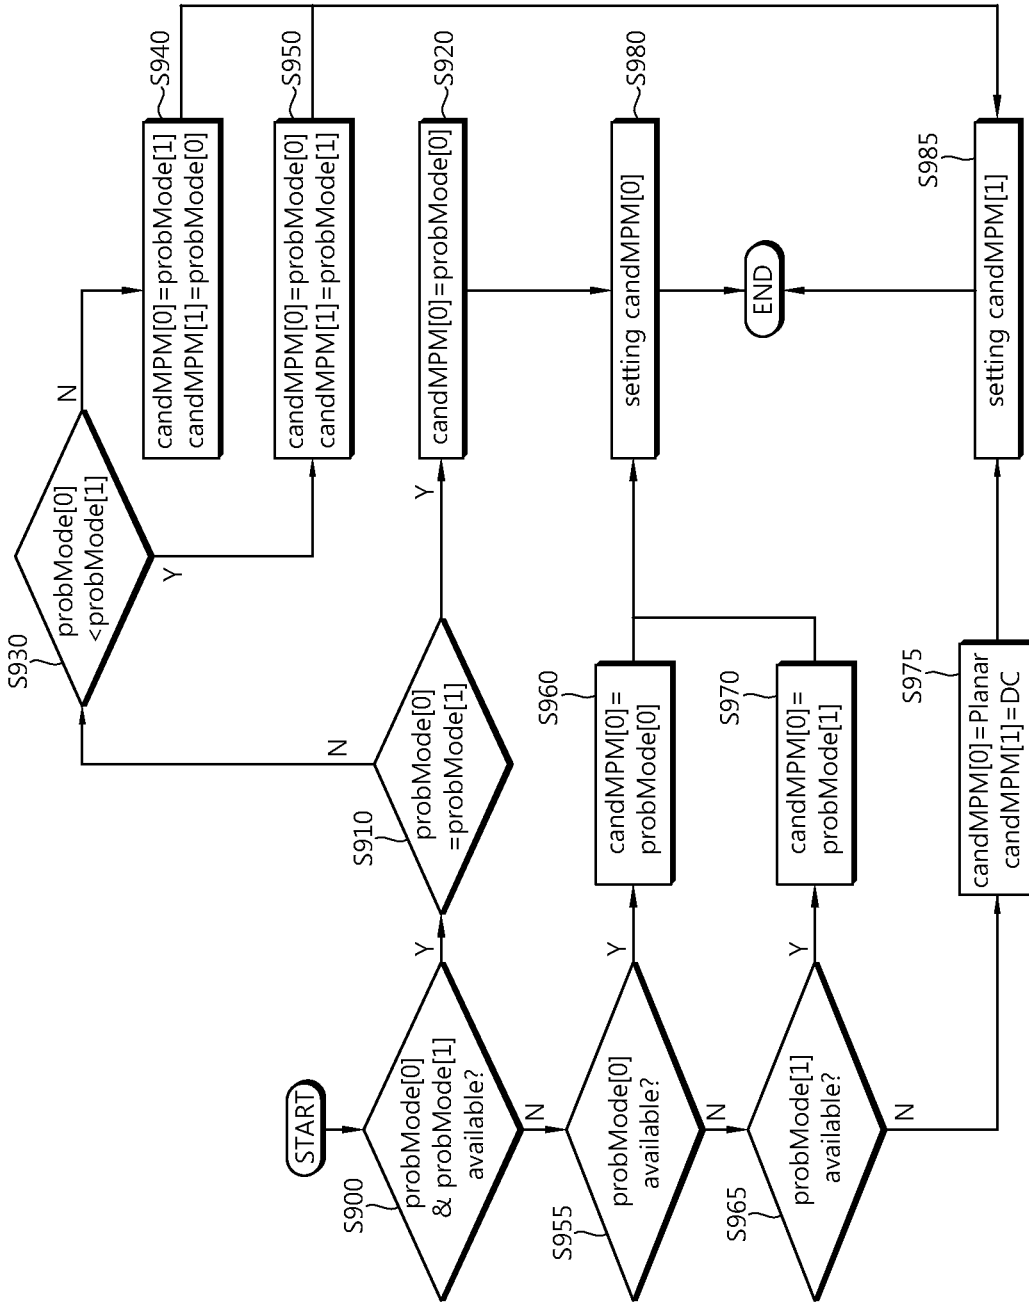 START
S900
probMode[0]
& probMode[1]
available?
Y
N
S910
probMode[0]
=probMode[1]
N
Y
S930
probMode[0]
<probMode[1]
N
Y
S940
candMPM[0]=probMode[1]
candMPM[1]=probMode[0]
S950
candMPM[0]=probMode[0]
candMPM[1]=probMode[1]
S920
candMPM[0]=probMode[0]
S955
probMode[0]
available?
Y
N
S960
candMPM[0]=
probMode[0]
S980
setting candMPM[0]
S965
probMode[1]
available?
Y
N
S970
candMPM[0]=
probMode[1]
END
S975
candMPM[0]=Planar
candMPM[1]=DC
S985
setting candMPM[1]